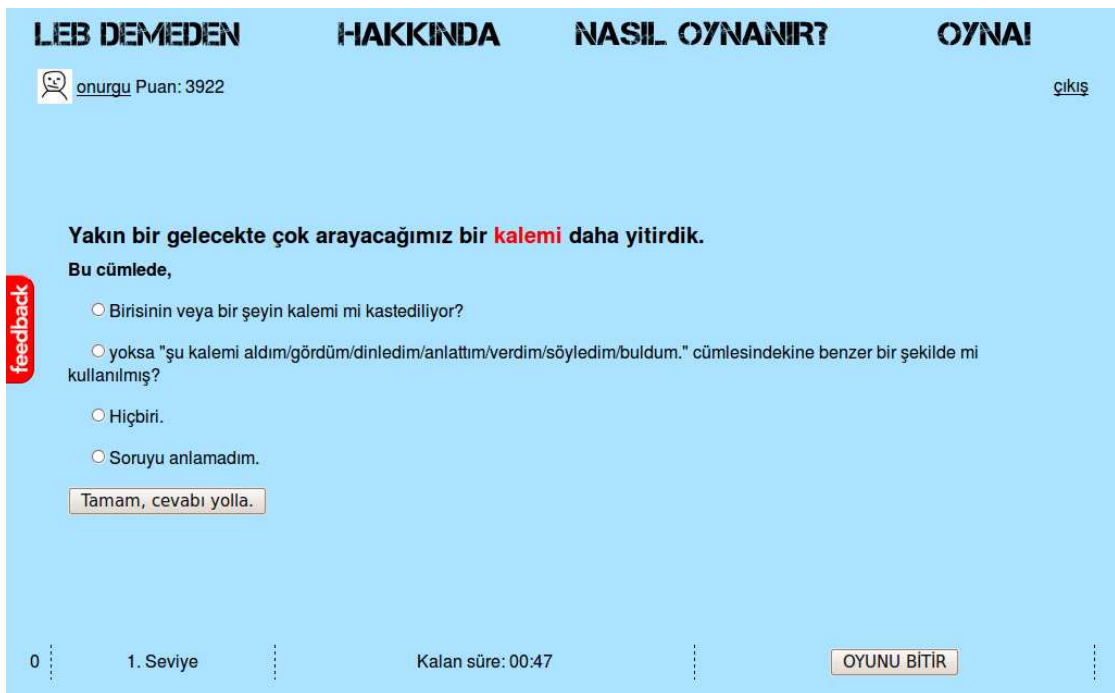 LEB DEMEDEN HAKKINDA NASIL OYNANIR? OYNA!
onurgu Puan: 3922 çıkış
Yakın bir gelecekte çok arayacağımız bir kalemi daha yitirdik.
Bu cümlede,
Birisinin veya bir şeyin kalemi mi kastediliyor?
yoksa "şu kalemi aldım/gördüm/dinledim/anlattım/verdim/söyledim/buldum." cümlesindekine benzer bir şekilde mi
kullanılmış?
Hiçbiri.
Soruyu anlamadım.
Tamam, cevabı yolla.
feedback
0 1. Seviye Kalan süre: 00:47 OYUNU BİTİR